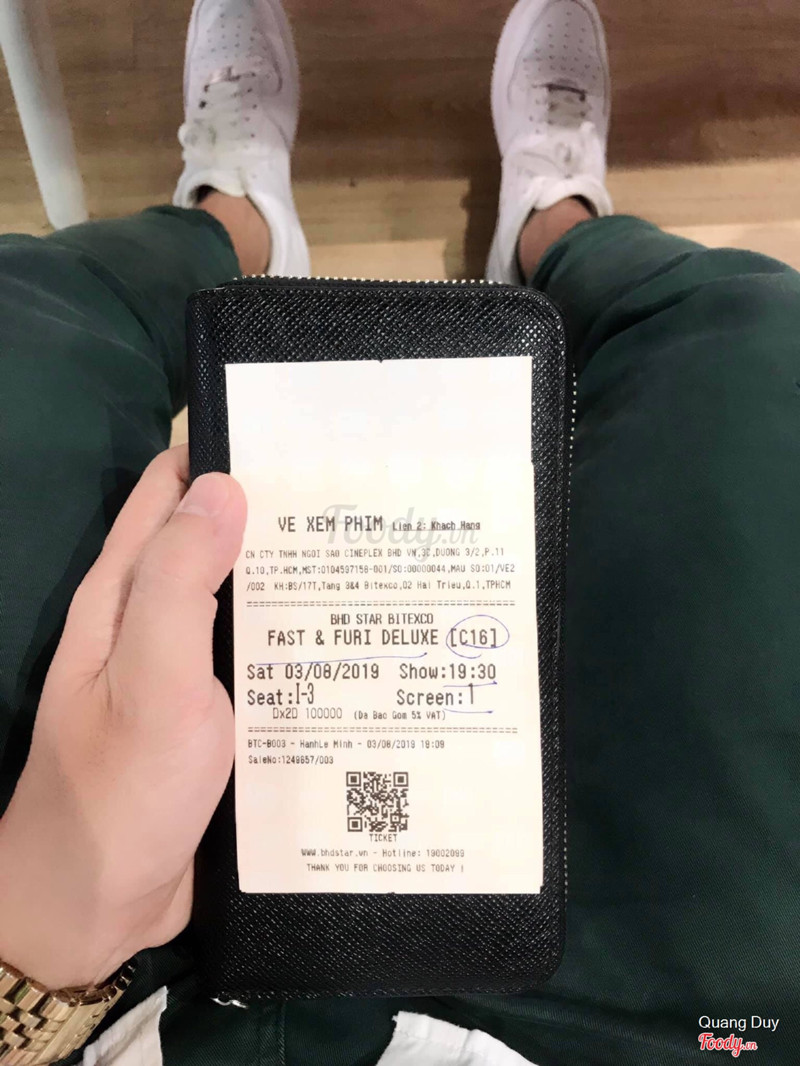 VE XEM PHIM Lien 2: Khach Hang
CN CTY TNHH NGOI SAO CINEPLEX BHD VN,3C,DUONG 3/2,P.11
Q.10,TP.HCM,MST:0104597158-001/SO:00000044,MAU SO:01/VE2
/002 KH:BS/17T,Tang 3&4 Bitexco,02 Hai Trieu,Q.1,TPHCM
BHD STAR BITEXCO
FAST & FURI DELUXE [C16]
Sat 03/08/2019 Show:19:30
Seat:I-3 Screen:1
Dx2D 100000 (Da Bao Gom 5% VAT)
BTC-B003 - HanhLe Minh - 03/08/2019 19:09
SaleNo:1249857/003
TICKET
www.bhdstar.vn - Hotline: 19002099
THANK YOU FOR CHOOSING US TODAY !
Foody.vn
Quang Duy
Foody.vn